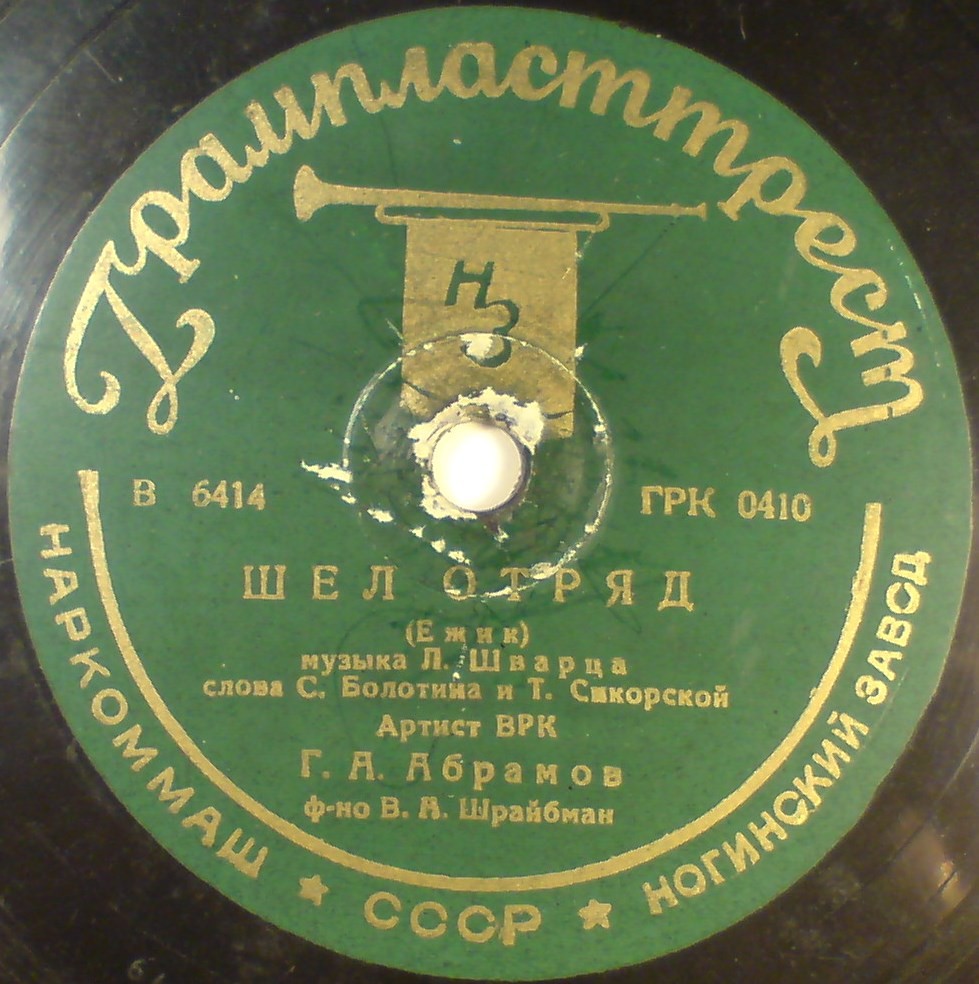 Грампласттрест
НЗ
В 6414
ГРК 0410
ШЕЛ ОТРЯД
(Ежик)
музыка Л. Шварца
слова С. Болотина и Т. Сикорской
Артист ВРК
Г. А. Абрамов
ф-но В. А. Шрайбман
НАРКОММАШ ★ СССР ★ НОГИНСКИЙ ЗАВОД